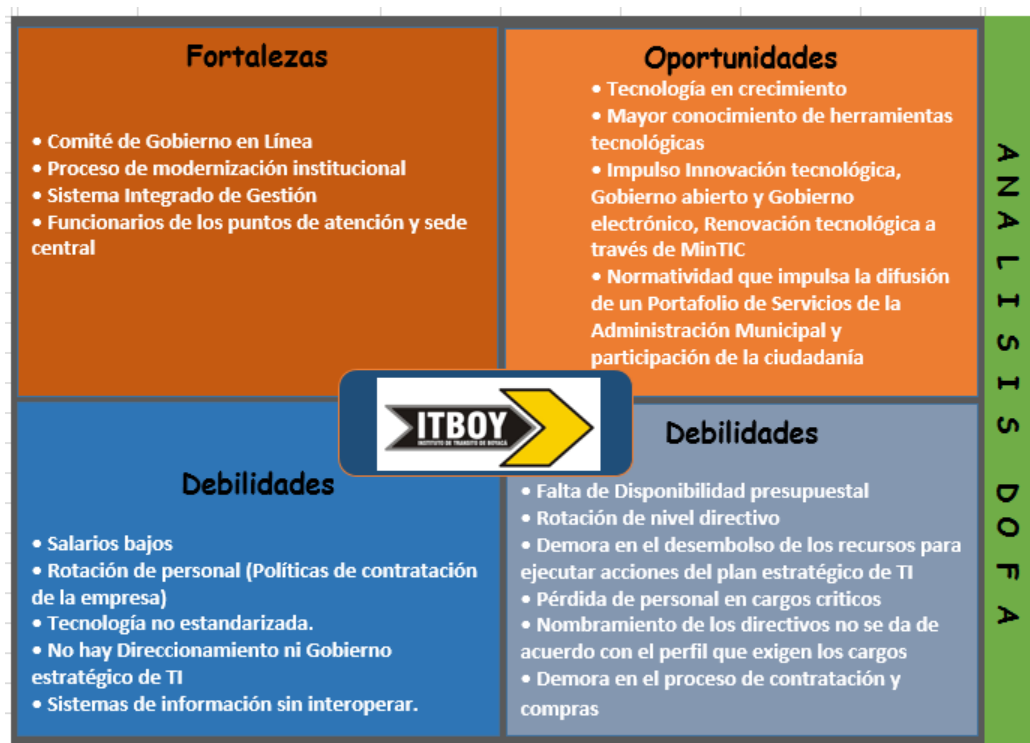 Fortalezas
• Comité de Gobierno en Línea
• Proceso de modernización institucional
• Sistema Integrado de Gestión
• Funcionarios de los puntos de atención y sede
central
Oportunidades
• Tecnología en crecimiento
• Mayor conocimiento de herramientas
tecnológicas
• Impulso Innovación tecnológica,
Gobierno abierto y Gobierno
electrónico, Renovación tecnológica a
través de MinTIC
• Normatividad que impulsa la difusión
de un Portafolio de Servicios de la
Administración Municipal y
participación de la ciudadanía
ITBOY
INSTITUTO DE TRANSITO DE BOYACÁ
Debilidades
• Salarios bajos
• Rotación de personal (Políticas de contratación
de la empresa)
• Tecnología no estandarizada.
• No hay Direccionamiento ni Gobierno
estratégico de TI
• Sistemas de información sin interoperar.
Debilidades
• Falta de Disponibilidad presupuestal
• Rotación de nivel directivo
• Demora en el desembolso de los recursos para
ejecutar acciones del plan estratégico de TI
• Pérdida de personal en cargos criticos
• Nombramiento de los directivos no se da de
acuerdo con el perfil que exigen los cargos
• Demora en el proceso de contratación y
compras
ANALISIS DOFA